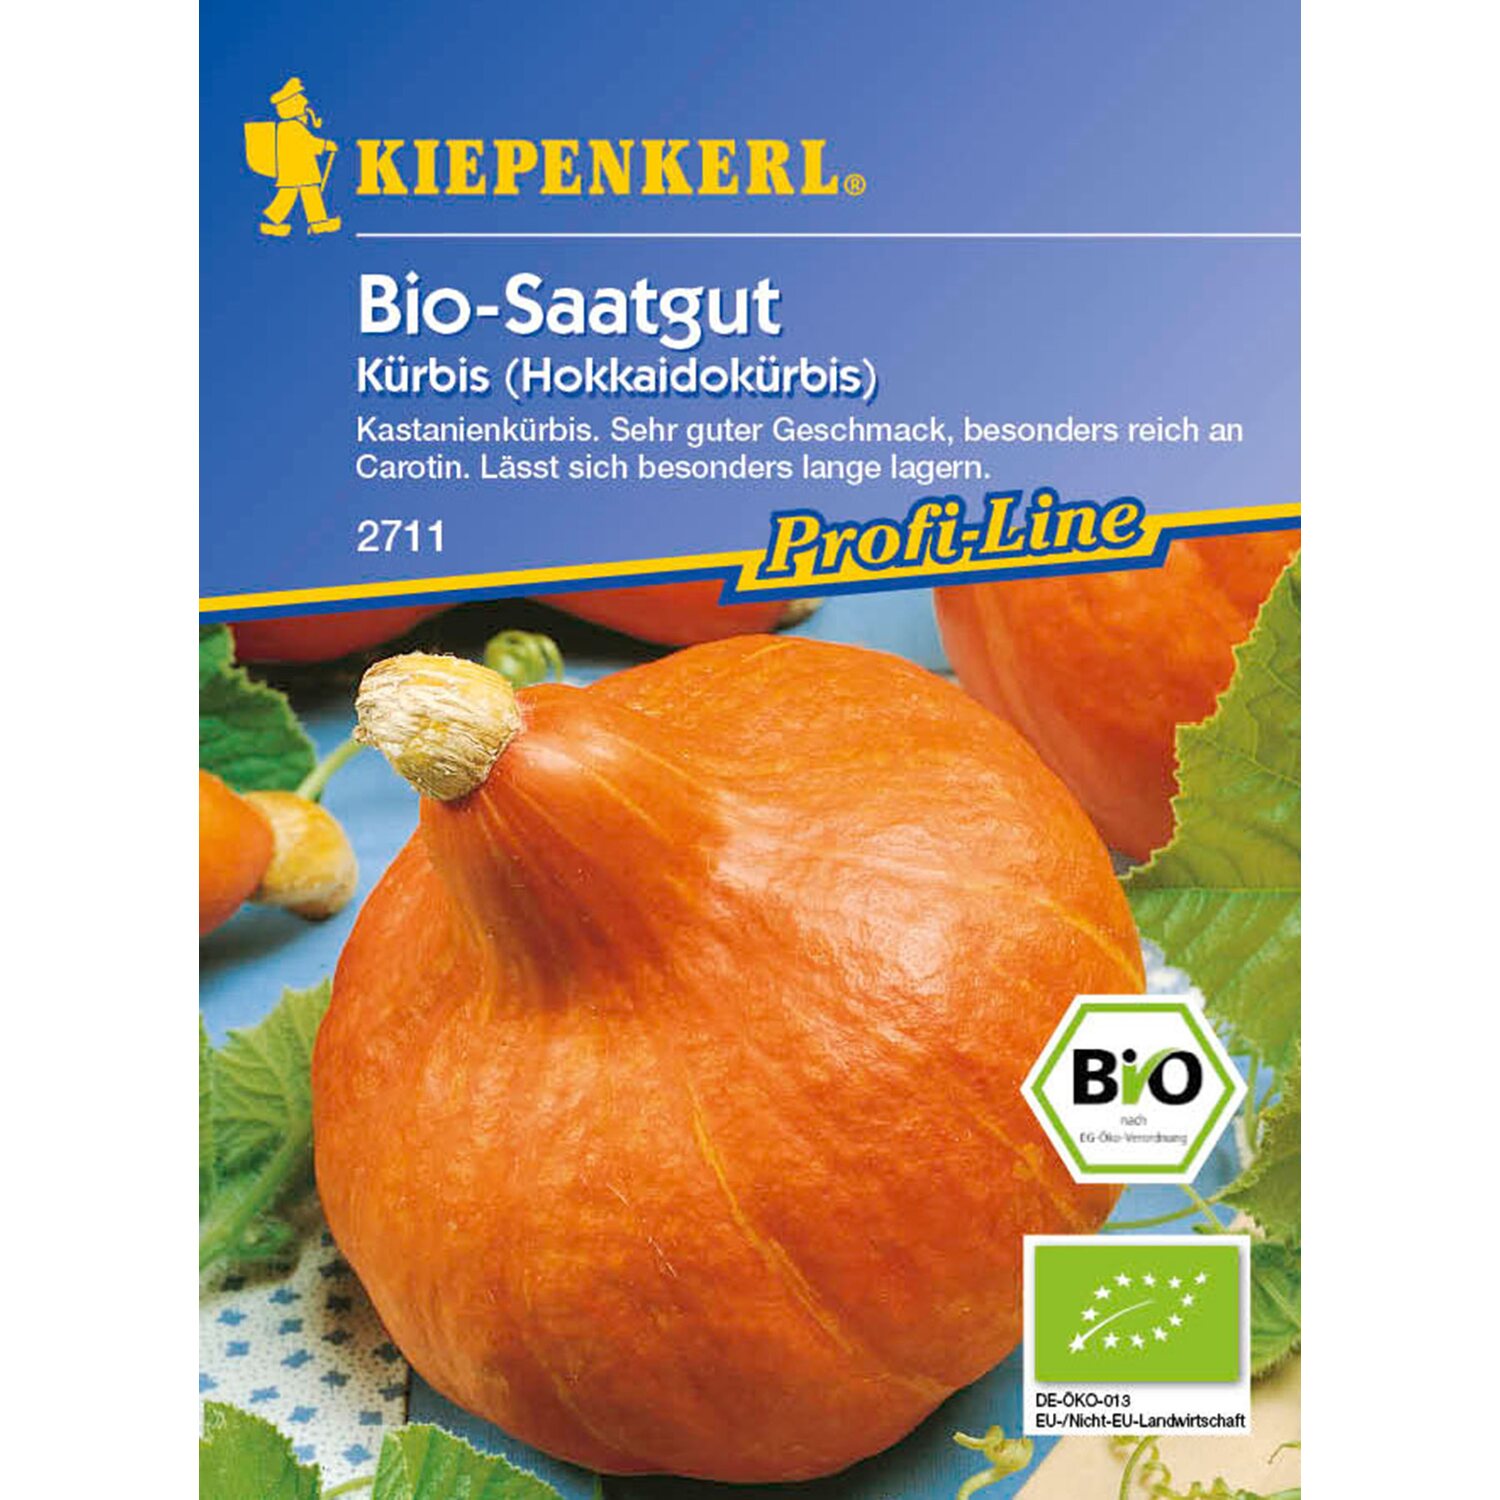 KIEPENKERL®
Bio-Saatgut
Kürbis (Hokkaidokürbis)
Kastanienkürbis. Sehr guter Geschmack, besonders reich an
Carotin. Lässt sich besonders lange lagern.
2711
Profi-Line
Bio
nach
EG-Öko-Verordnung
DE-ÖKO-013
EU-/Nicht-EU-Landwirtschaft